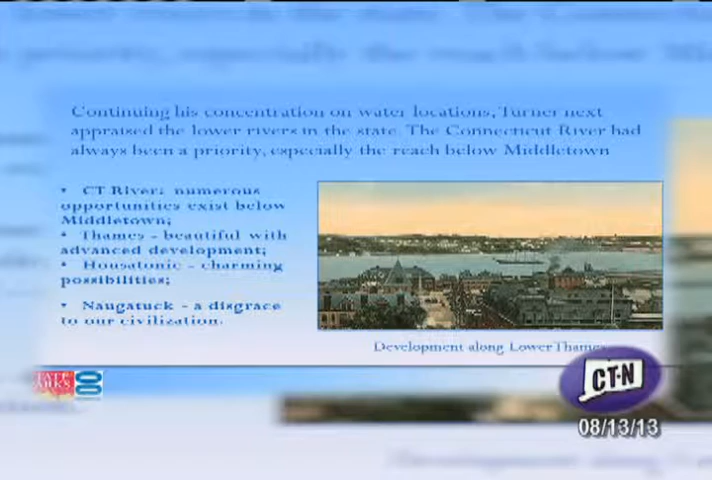 Continuing his concentration on water locations, Turner next
appraised the lower rivers in the state. The Connecticut River had
always been a priority, especially the reach below Middletown
• CT River: numerous
opportunities exist below
Middletown;
• Thames - beautiful with
advanced development;
• Housatonic - charming
possibilities;
• Naugatuck - a disgrace
to our civilization.
Development along Lower Thames
100
CT-N
08/13/13